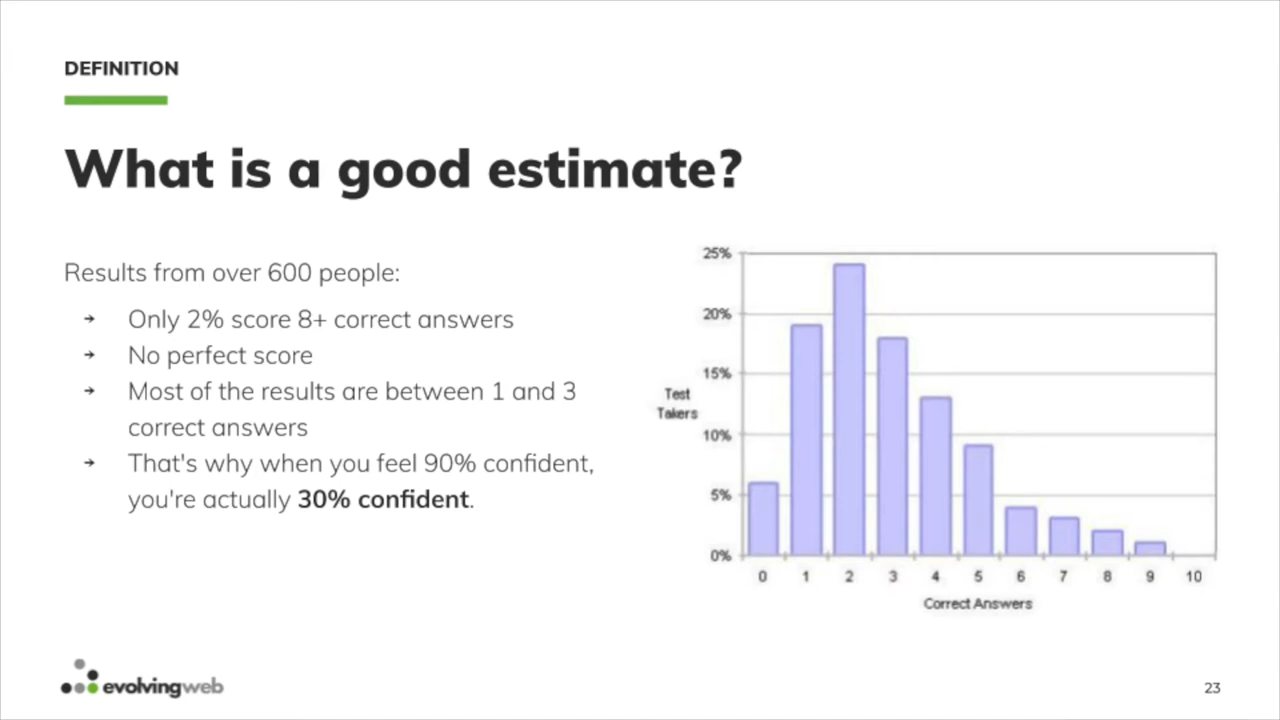 DEFINITION
What is a good estimate?
Results from over 600 people:
➔ Only 2% score 8+ correct answers
➔ No perfect score
➔ Most of the results are between 1 and 3
correct answers
➔ That's why when you feel 90% confident,
you're actually 30% confident.
25%
20%
15%
10%
5%
0%
Test
Takers
0 1 2 3 4 5 6 7 8 9 10
Correct Answers
evolvingweb
23